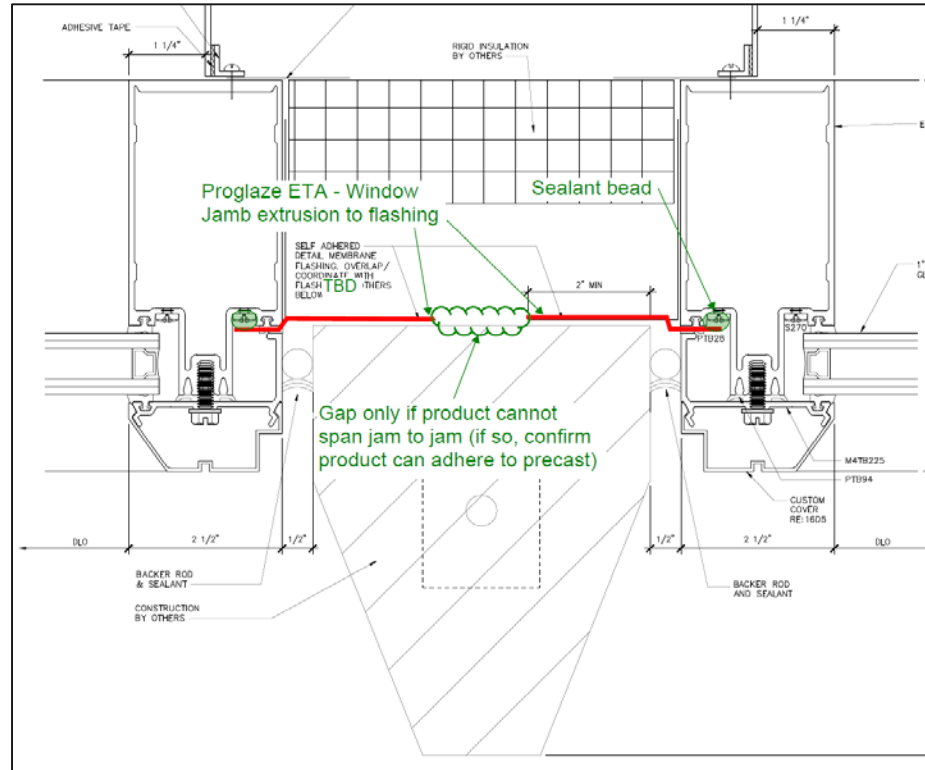 ADHESIVE TAPE
1 1/4"
RIGID INSULATION
BY OTHERS
1 1/4"
E
Proglaze ETA - Window
Jamb extrusion to flashing
Sealant bead
SELF ADHERED
DETAIL MEMBRANE
FLASHING, OVERLAP/
COORDINATE WITH
FLASH TBD OTHERS
BELOW
2" MIN
1"
GL
PTB26
S270
Gap only if product cannot
span jam to jam (if so, confirm
product can adhere to precast)
M4TB225
PTB94
CUSTOM
COVER
RE:16D5
DLO
2 1/2"
1/2"
1/2"
2 1/2"
DLO
BACKER ROD
& SEALANT
BACKER ROD
AND SEALANT
CONSTRUCTION
BY OTHERS